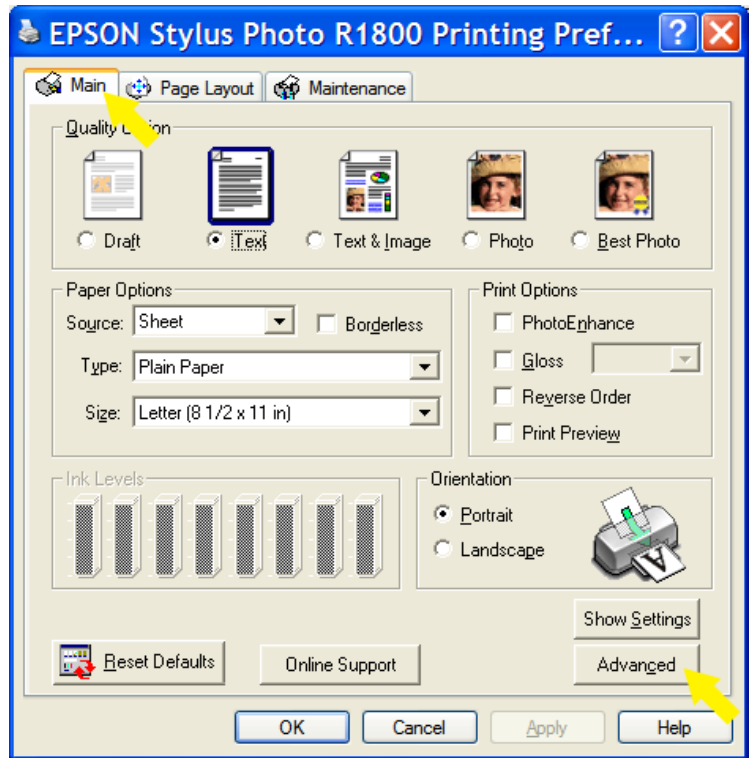 EPSON Stylus Photo R1800 Printing Pref...
Main Page Layout Maintenance
Quality
Draft Text Text & Image Photo Best Photo
Paper Options
Source: Sheet Borderless
Type: Plain Paper
Size: Letter (8 1/2 x 11 in)
Print Options
PhotoEnhance
Gloss
Reverse Order
Print Preview
Ink Levels
Orientation
Portrait
Landscape
A
Show Settings
Reset Defaults Online Support Advanced
OK Cancel Apply Help